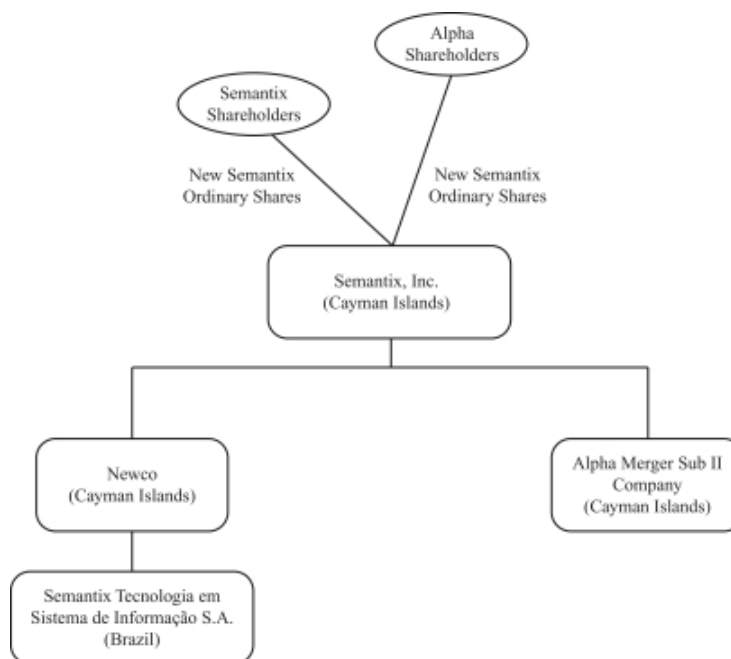 Alpha
Shareholders
Semantix
Shareholders
New Semantix
Ordinary Shares
New Semantix
Ordinary Shares
Semantix, Inc.
(Cayman Islands)
Newco
(Cayman Islands)
Alpha Merger Sub II
Company
(Cayman Islands)
Semantix Tecnologia em
Sistema de Informação S.A.
(Brazil)